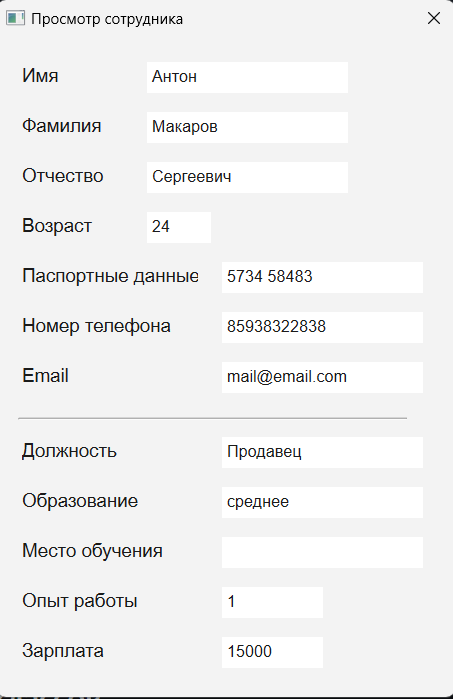 Просмотр сотрудника
Имя Антон
Фамилия Макаров
Отчество Сергеевич
Возраст 24
Паспортные данные 5734 58483
Номер телефона 85938322838
Email mail@email.com
Должность Продавец
Образование среднее
Место обучения
Опыт работы 1
Зарплата 15000